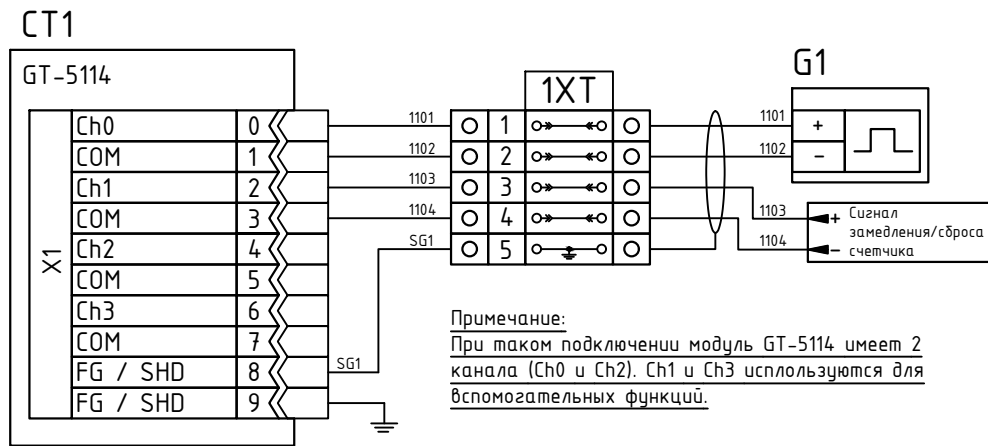 CT1
GT-5114
X1
Ch0 0
COM 1
Ch1 2
COM 3
Ch2 4
COM 5
Ch3 6
COM 7
FG / SHD 8
FG / SHD 9
1101
1102
1103
1104
SG1
SG1
1XT
1
2
3
4
5
1101
1102
1103
1104
G1
+
-
+ Сигнал
замедления/сброса
- счетчика
Примечание:
При таком подключении модуль GT-5114 имеет 2
канала (Ch0 и Ch2). Ch1 и Ch3 используются для
вспомогательных функций.